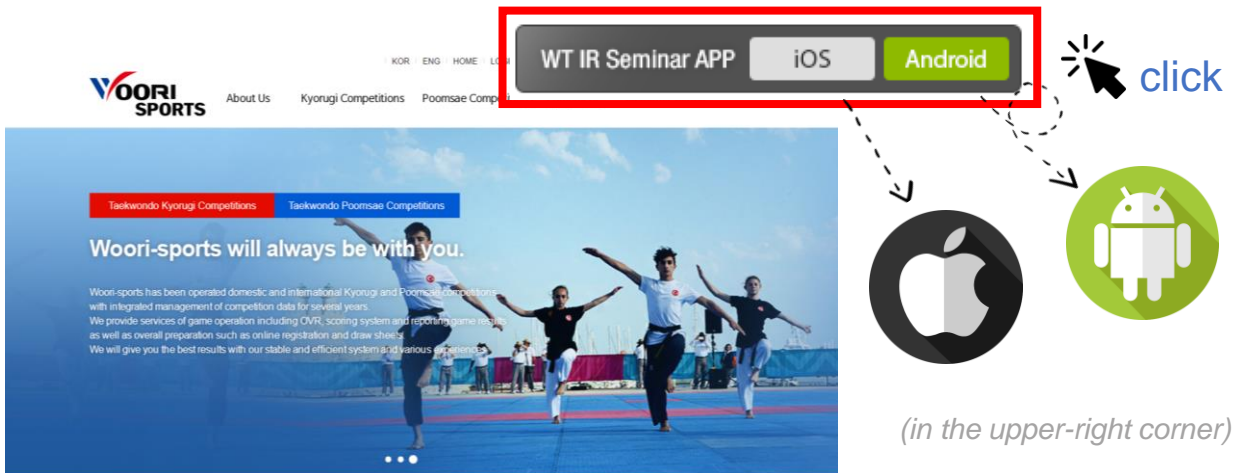 KOR ENG HOME
WT IR Seminar APP iOS Android
click
WOORI
SPORTS
About Us Kyorugi Competitions Poomsae
Taekwondo Kyorugi Competitions Taekwondo Poomsae Competitions
Woori-sports will always be with you.
Woori-sports has been operated domestic and international Kyorugi and Poomsae competitions
with integrated management of competition data for several years.
We provide services of game operation including OVR, scoring system and reporting game results
as well as overall preparation such as online registration and draw sheets.
We will give you the best results with our stable and efficient system and various experiences.
(in the upper-right corner)